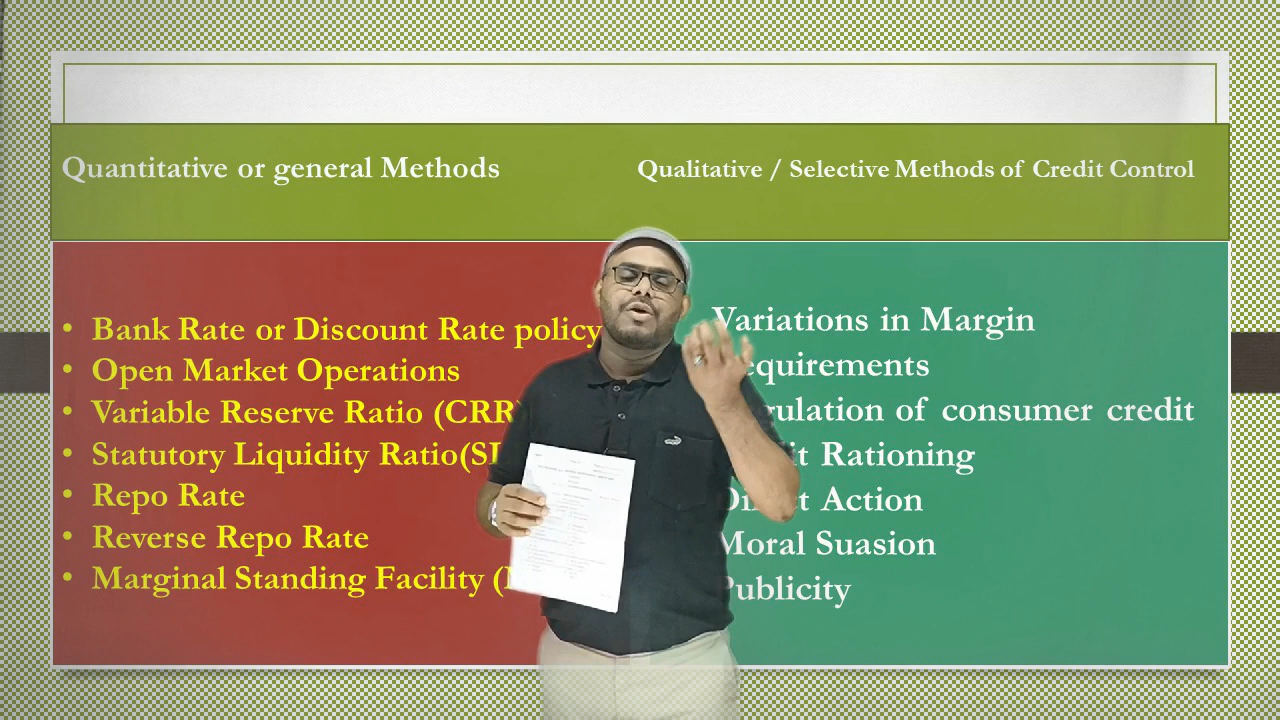 Quantitative or general Methods
Qualitative / Selective Methods of Credit Control
• Bank Rate or Discount Rate policy
• Open Market Operations
• Variable Reserve Ratio (CRR)
• Statutory Liquidity Ratio(SL
• Repo Rate
• Reverse Repo Rate
• Marginal Standing Facility (
Variations in Margin
equirements
gulation of consumer credit
t Rationing
Direct Action
Moral Suasion
Publicity